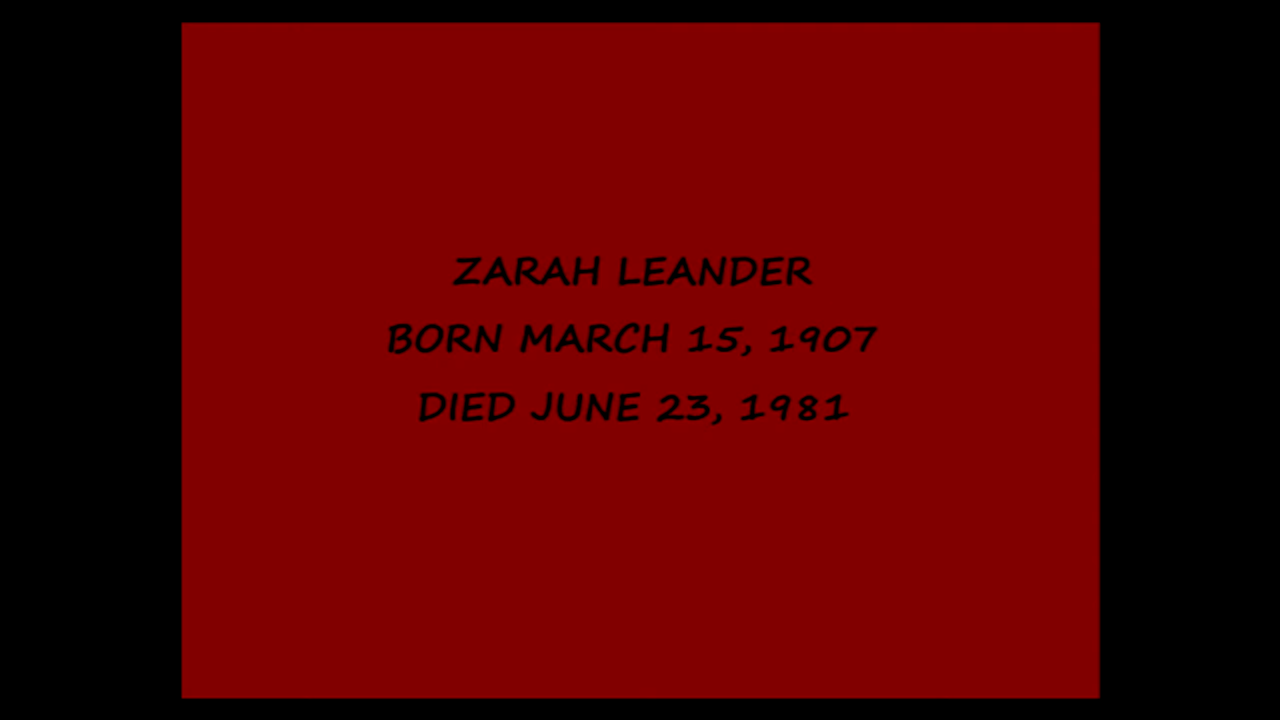 ZARAH LEANDER
BORN MARCH 15, 1907
DIED JUNE 23, 1981